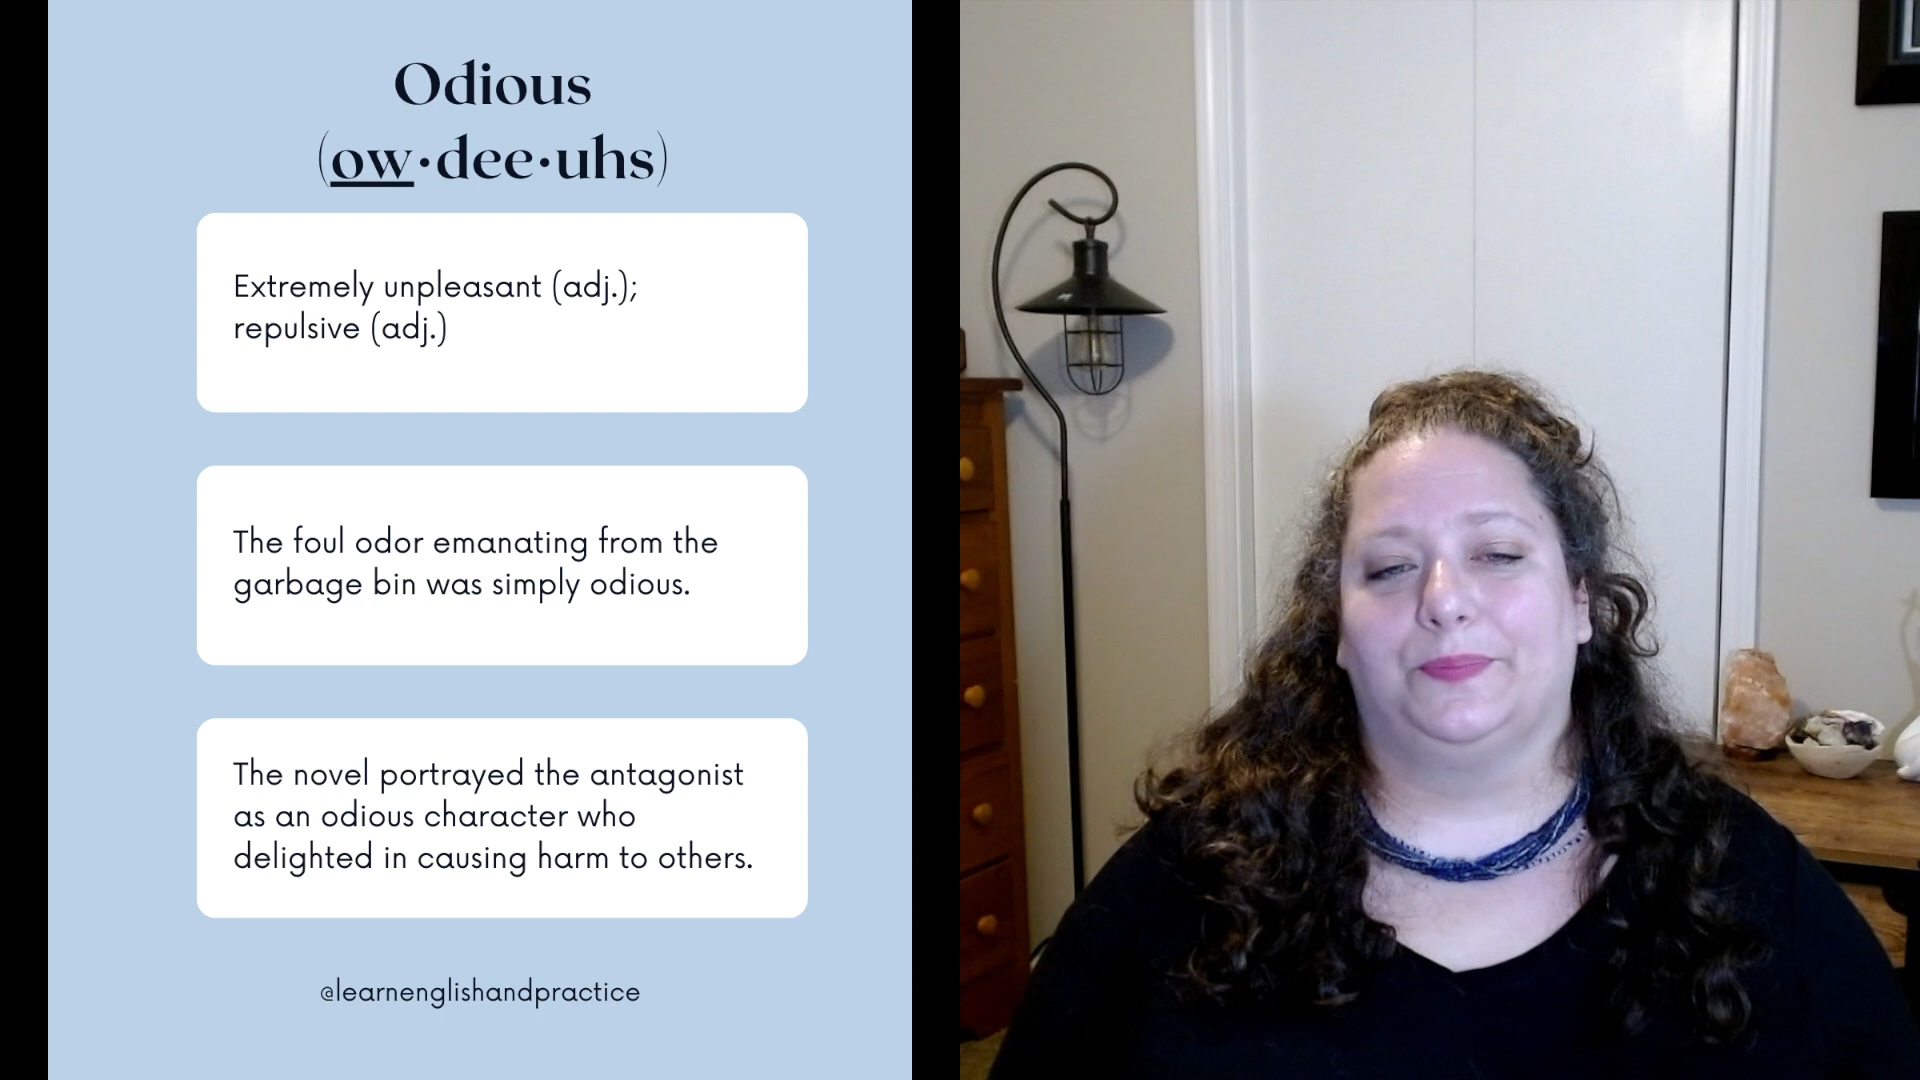 Odious
(ow•dee•uhs)
Extremely unpleasant (adj.);
repulsive (adj.)
The foul odor emanating from the
garbage bin was simply odious.
The novel portrayed the antagonist
as an odious character who
delighted in causing harm to others.
@learnenglishandpractice